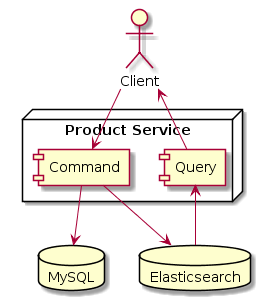 Client
Product Service
Command
Query
MySQL
Elasticsearch